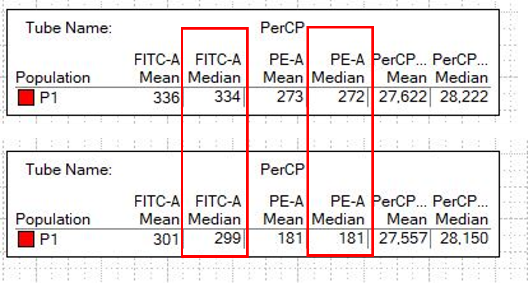 Tube Name: PerCP
FITC-A FITC-A PE-A PE-A PerCP... PerCP...
Population Mean Median Mean Median Mean Median
P1 336 334 273 272 27,622 28,222
Tube Name: PerCP
FITC-A FITC-A PE-A PE-A PerCP... PerCP...
Population Mean Median Mean Median Mean Median
P1 301 299 181 181 27,557 28,150